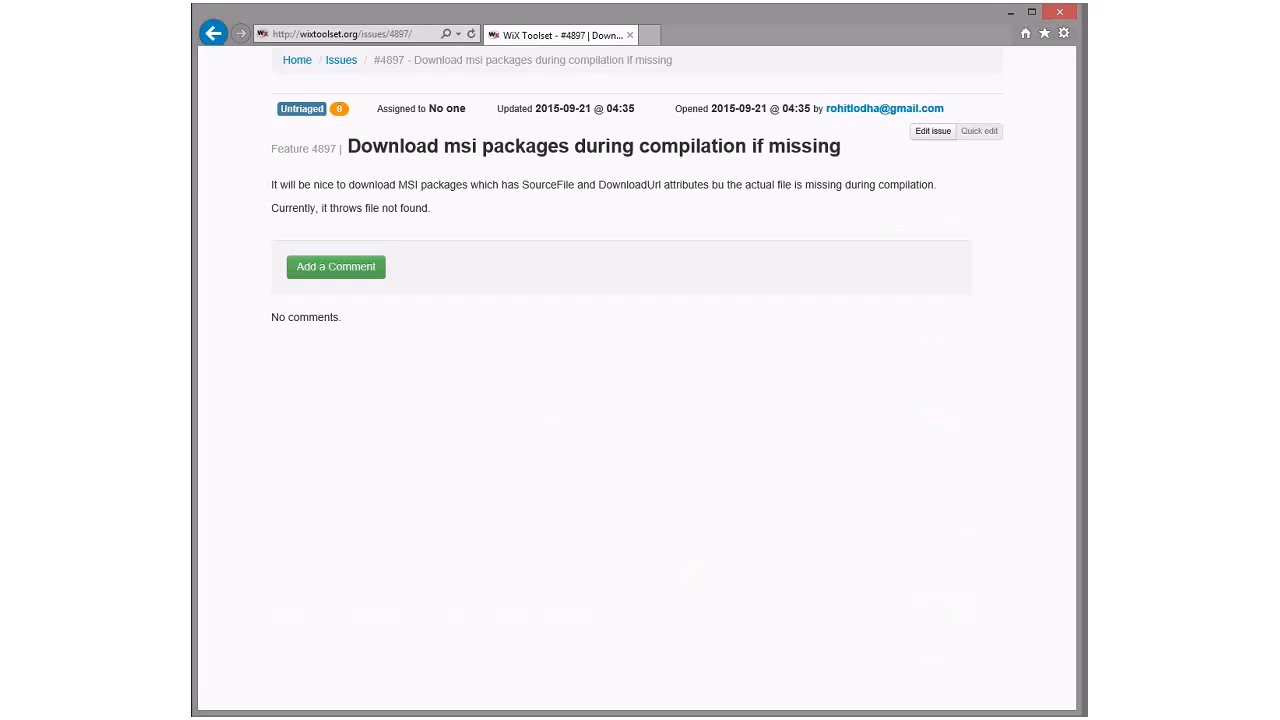 http://wixtoolset.org/issues/4897/
WiX Toolset - #4897 | Down...
Home / Issues / #4897 - Download msi packages during compilation if missing
Untriaged 0 Assigned to No one Updated 2015-09-21 @ 04:35 Opened 2015-09-21 @ 04:35 by rohitlodha@gmail.com
Edit issue Quick edit
Feature 4897 | Download msi packages during compilation if missing
It will be nice to download MSI packages which has SourceFile and DownloadUrl attributes bu the actual file is missing during compilation.
Currently, it throws file not found.
Add a Comment
No comments.